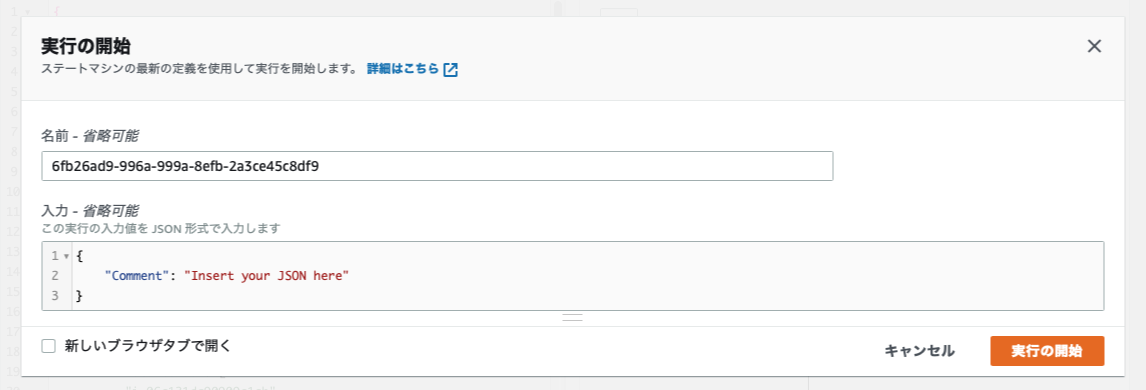 実行の開始
ステートマシンの最新の定義を使用して実行を開始します。 詳細はこちら
名前 - 省略可能
6fb26ad9-996a-999a-8efb-2a3ce45c8df9
入力 - 省略可能
この実行の入力値を JSON 形式で入力します
1 {
2 "Comment": "Insert your JSON here"
3 }
新しいブラウザタブで開く
キャンセル 実行の開始